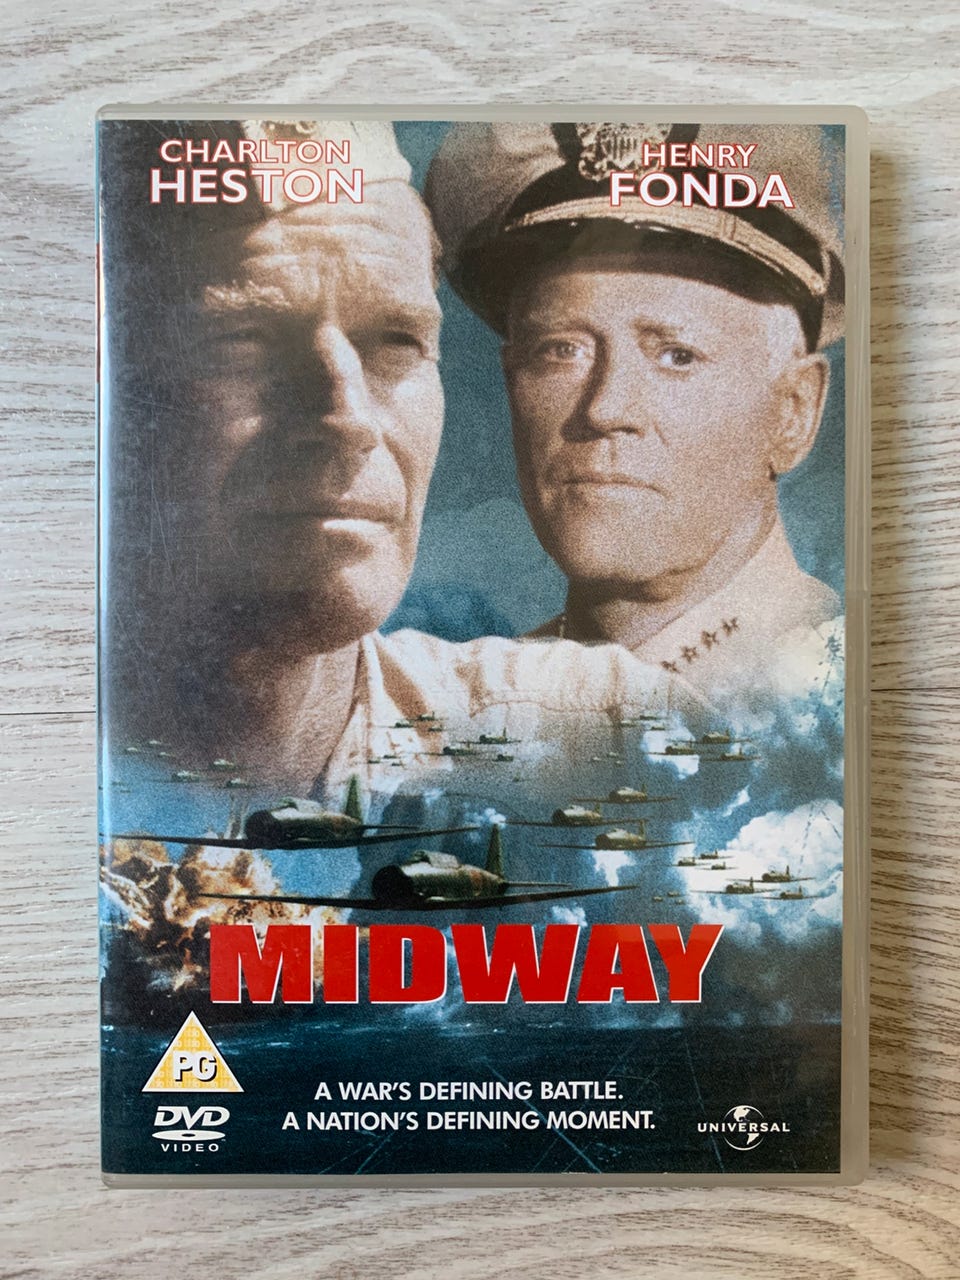 CHARLTON
HESTON
HENRY
FONDA
MIDWAY
PG
A WAR'S DEFINING BATTLE.
A NATION'S DEFINING MOMENT.
DVD
VIDEO
UNIVERSAL